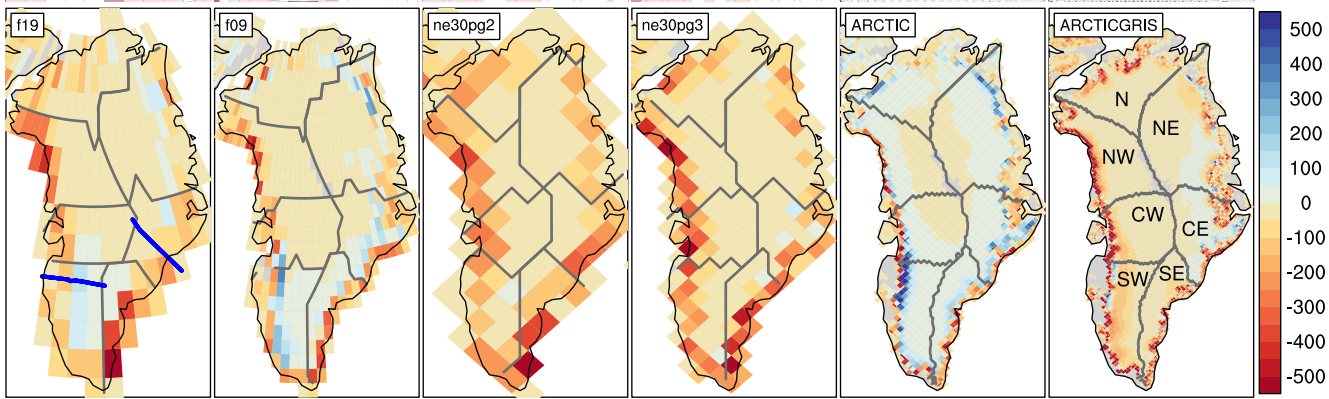 f19
f09
ne30pg2
ne30pg3
ARCTIC
ARCTICGRIS
N
NE
NW
CW
CE
SW
SE
500
400
300
200
100
0
-100
-200
-300
-400
-500